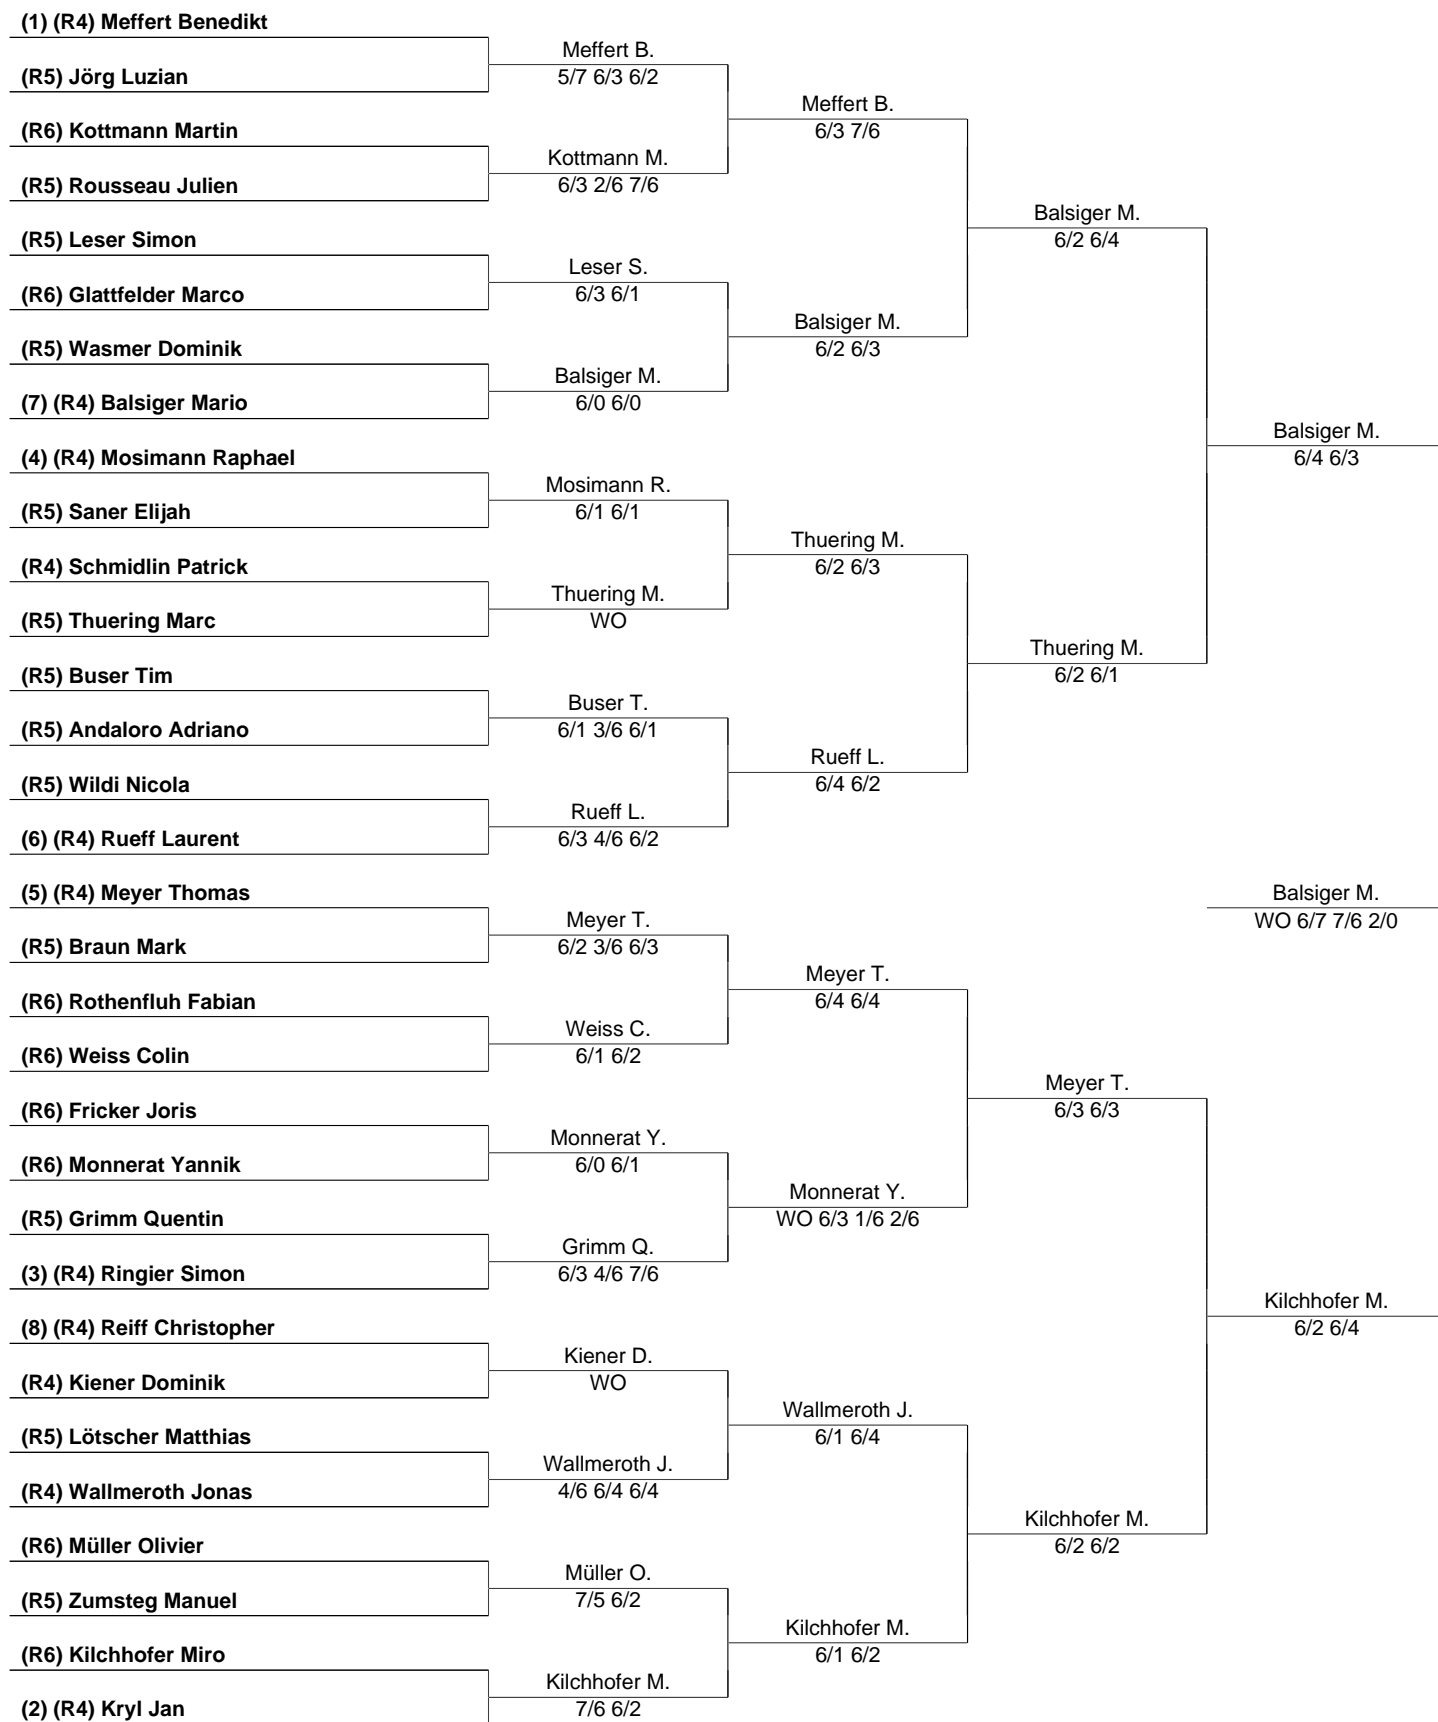 (1) (R4) Meffert Benedikt
Meffert B.
(R5) Jörg Luzian
5/7 6/3 6/2
Meffert B.
(R6) Kottmann Martin
6/3 7/6
Kottmann M.
(R5) Rousseau Julien
6/3 2/6 7/6
Balsiger M.
(R5) Leser Simon
6/2 6/4
Leser S.
(R6) Glattfelder Marco
6/3 6/1
Balsiger M.
(R5) Wasmer Dominik
6/2 6/3
Balsiger M.
(7) (R4) Balsiger Mario
6/0 6/0
Balsiger M.
(4) (R4) Mosimann Raphael
6/4 6/3
Mosimann R.
(R5) Saner Elijah
6/1 6/1
Thuering M.
(R4) Schmidlin Patrick
6/2 6/3
Thuering M.
(R5) Thuering Marc
WO
Thuering M.
(R5) Buser Tim
6/2 6/1
Buser T.
(R5) Andaloro Adriano
6/1 3/6 6/1
Rueff L.
(R5) Wildi Nicola
6/4 6/2
Rueff L.
(6) (R4) Rueff Laurent
6/3 4/6 6/2
(5) (R4) Meyer Thomas
Balsiger M.
Meyer T.
WO 6/7 7/6 2/0
(R5) Braun Mark
6/2 3/6 6/3
Meyer T.
(R6) Rothenfluh Fabian
6/4 6/4
Weiss C.
(R6) Weiss Colin
6/1 6/2
Meyer T.
(R6) Fricker Joris
6/3 6/3
Monnerat Y.
(R6) Monnerat Yannik
6/0 6/1
Monnerat Y.
(R5) Grimm Quentin
WO 6/3 1/6 2/6
Grimm Q.
(3) (R4) Ringier Simon
6/3 4/6 7/6
Kilchhofer M.
(8) (R4) Reiff Christopher
6/2 6/4
Kiener D.
(R4) Kiener Dominik
WO
Wallmeroth J.
(R5) Lötscher Matthias
6/1 6/4
Wallmeroth J.
(R4) Wallmeroth Jonas
4/6 6/4 6/4
Kilchhofer M.
(R6) Müller Olivier
6/2 6/2
Müller O.
(R5) Zumsteg Manuel
7/5 6/2
Kilchhofer M.
(R6) Kilchhofer Miro
6/1 6/2
Kilchhofer M.
(2) (R4) Kryl Jan
7/6 6/2